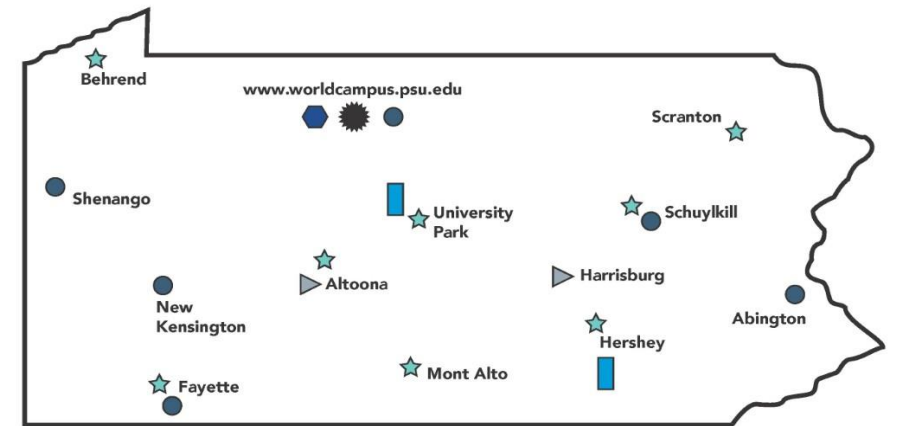 Behrend
www.worldcampus.psu.edu
Scranton
Shenango
University
Park
Schuylkill
Altoona
Harrisburg
New
Kensington
Abington
Hershey
Mont Alto
Fayette